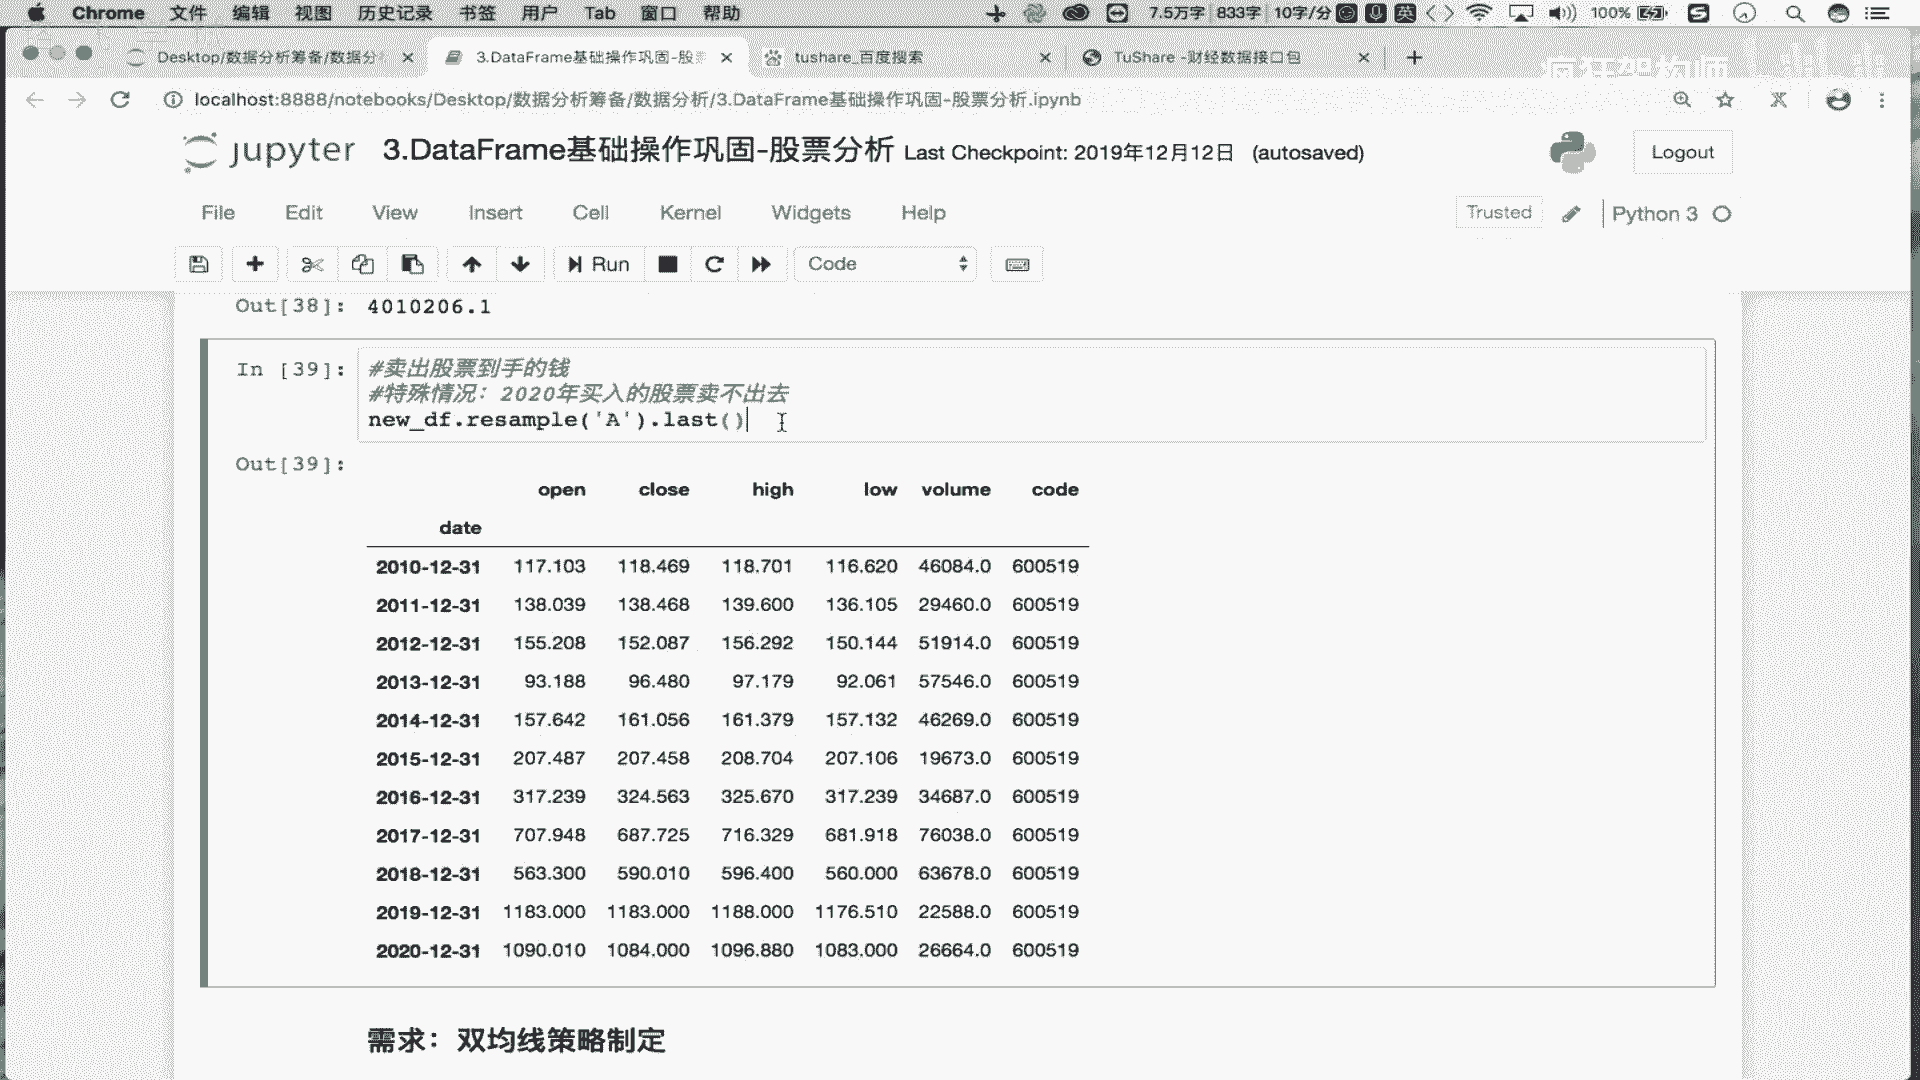 Chrome 文件 编辑 视图 历史记录 书签 用户 Tab 窗口 帮助 7.5万字 833字 10字/分 英 100%
Desktop/数据分析筹备/数据分 3.DataFrame基础操作巩固-股票 tushare_百度搜索 TuShare -财经数据接口包
疯狂架构师
localhost:8888/notebooks/Desktop/数据分析筹备/数据分析/3.DataFrame基础操作巩固-股票分析.ipynb
jupyter 3.DataFrame基础操作巩固-股票分析 Last Checkpoint: 2019年12月12日 (autosaved) Logout
File Edit View Insert Cell Kernel Widgets Help Trusted Python 3
Run Code
Out[38]: 4010206.1
In [39]: #卖出股票到手的钱
#特殊情况：2020年买入的股票卖不出去
new_df.resample('A').last()
Out[39]:
open close high low volume code
date
2010-12-31 117.103 118.469 118.701 116.620 46084.0 600519
2011-12-31 138.039 138.468 139.600 136.105 29460.0 600519
2012-12-31 155.208 152.087 156.292 150.144 51914.0 600519
2013-12-31 93.188 96.480 97.179 92.061 57546.0 600519
2014-12-31 157.642 161.056 161.379 157.132 46269.0 600519
2015-12-31 207.487 207.458 208.704 207.106 19673.0 600519
2016-12-31 317.239 324.563 325.670 317.239 34687.0 600519
2017-12-31 707.948 687.725 716.329 681.918 76038.0 600519
2018-12-31 563.300 590.010 596.400 560.000 63678.0 600519
2019-12-31 1183.000 1183.000 1188.000 1176.510 22588.0 600519
2020-12-31 1090.010 1084.000 1096.880 1083.000 26664.0 600519
需求：双均线策略制定